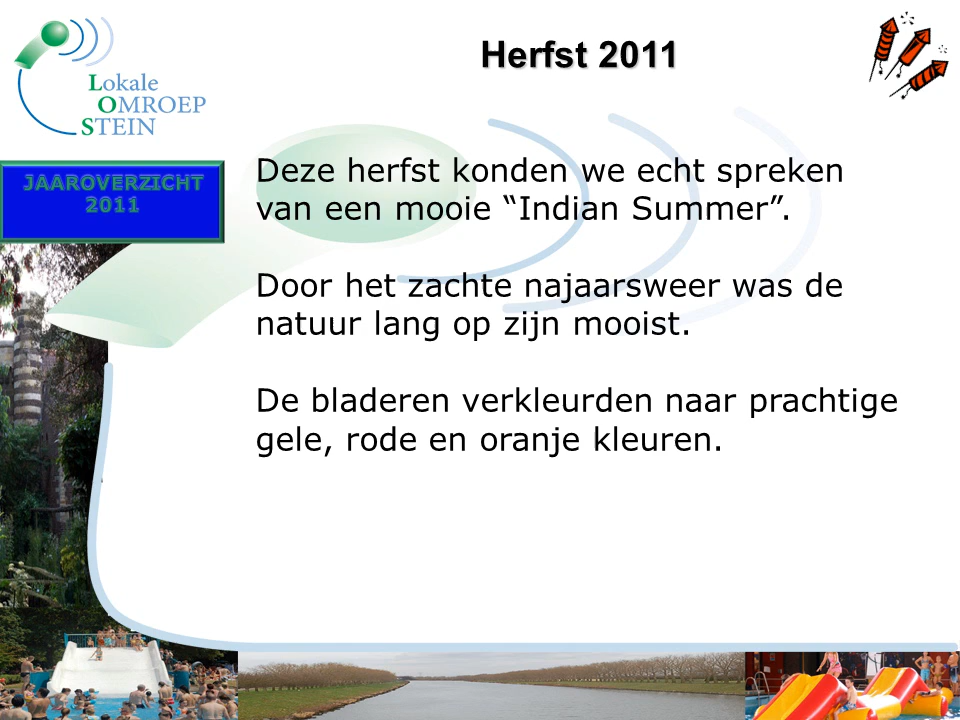 Herfst 2011
Lokale
OMROEP
STEIN
JAAROVERZICHT
2011
Deze herfst konden we echt spreken
van een mooie “Indian Summer”.
Door het zachte najaarsweer was de
natuur lang op zijn mooist.
De bladeren verkleurden naar prachtige
gele, rode en oranje kleuren.